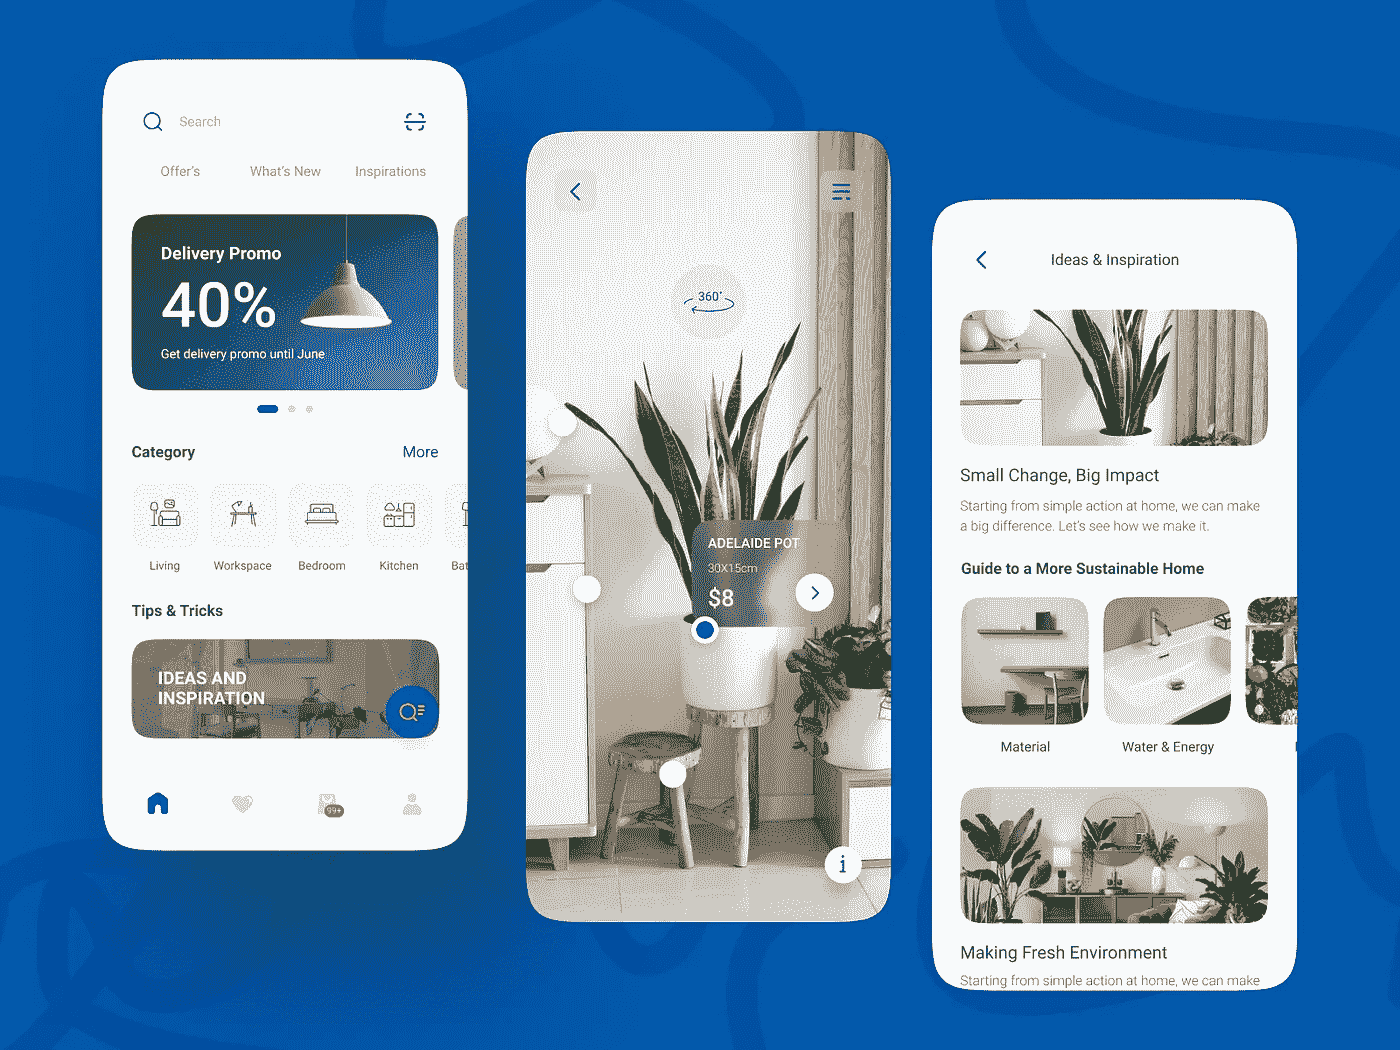 Search
Offer's
What's New
Inspirations
Delivery Promo
40%
Get delivery promo until June
Category
More
Living
Workspace
Bedroom
Kitchen
Bat
Tips & Tricks
IDEAS AND
INSPIRATION
99+
360°
ADELAIDE POT
30X15cm
$8
i
Ideas & Inspiration
Small Change, Big Impact
Starting from simple action at home, we can make
a big difference. Let's see how we make it.
Guide to a More Sustainable Home
Material
Water & Energy
Making Fresh Environment
Starting from simple action at home, we can make